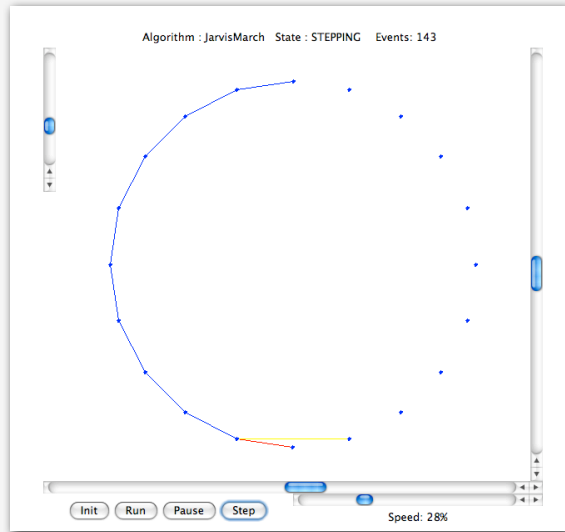 Algorithm : JarvisMarch   State : STEPPING    Events: 143
Init Run Pause Step
Speed: 28%